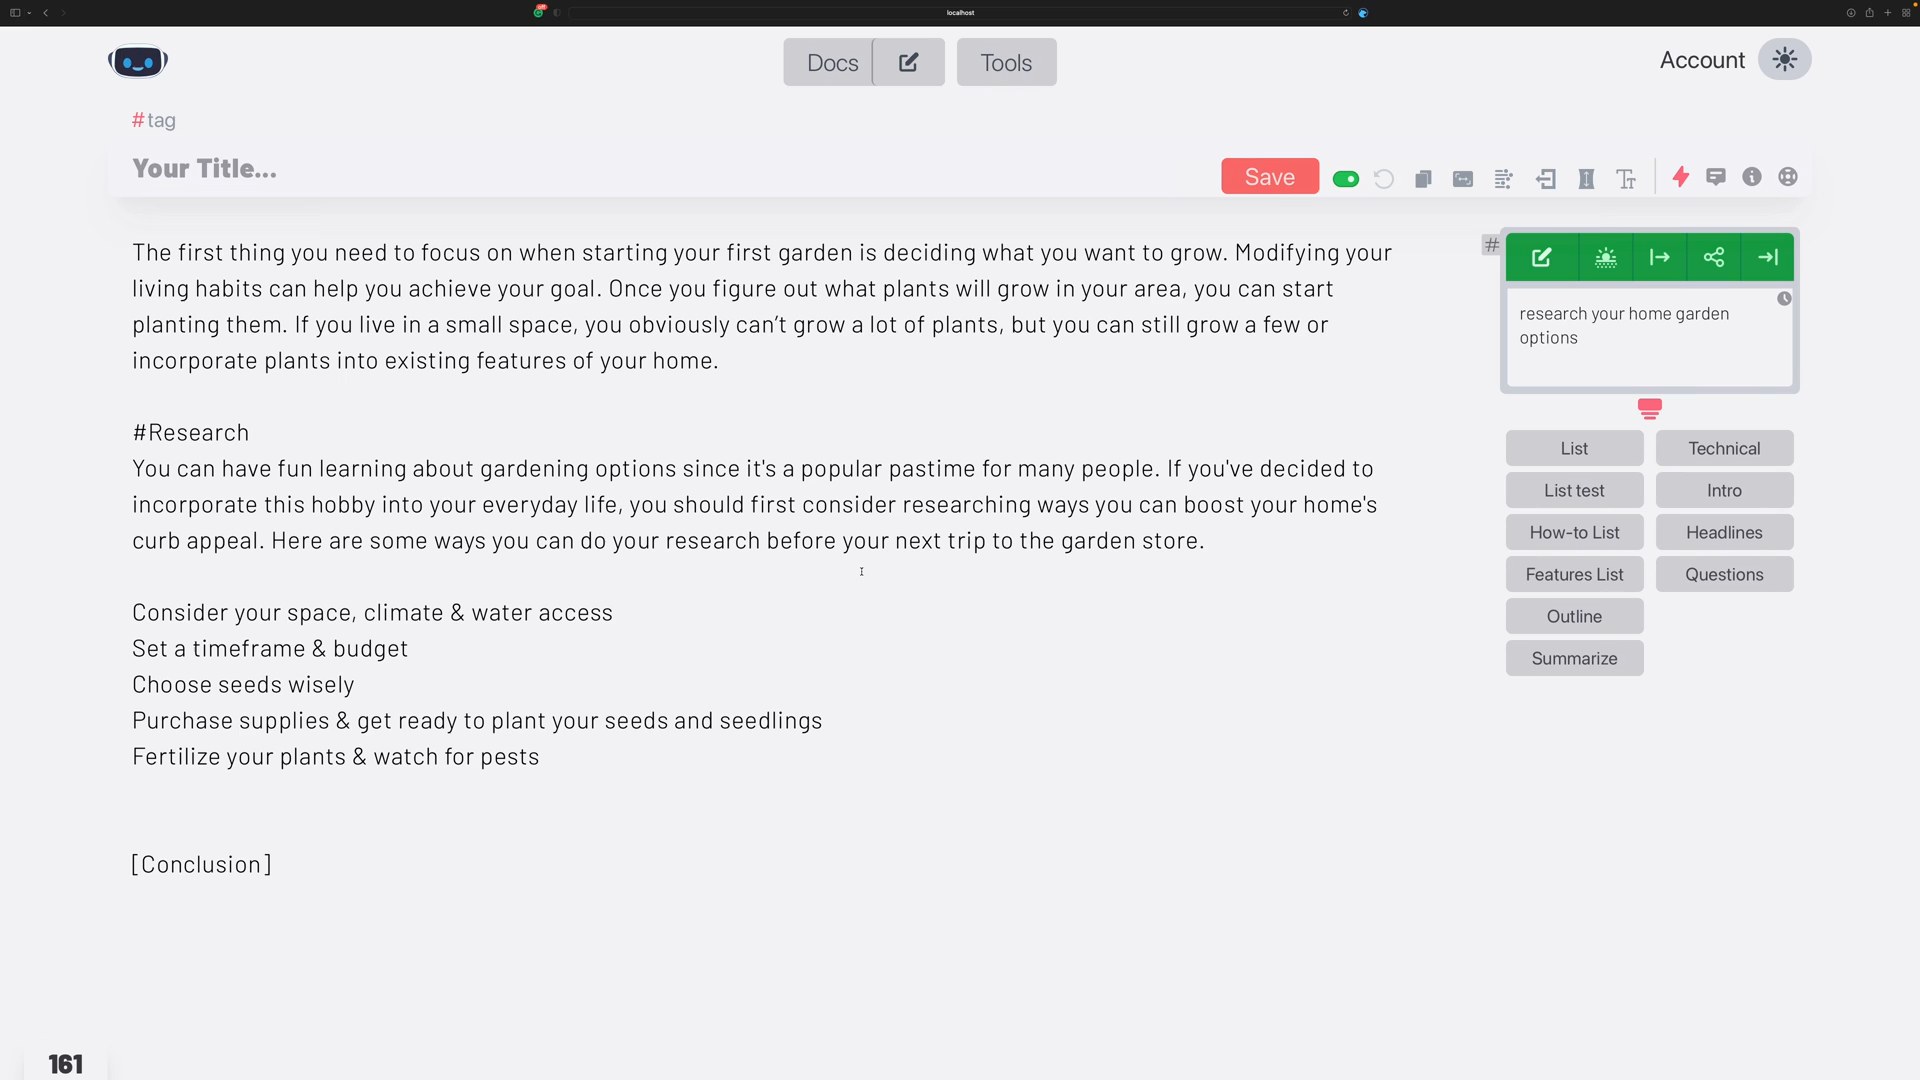 off
localhost
Docs
Tools
Account
#tag
Your Title...
Save
The first thing you need to focus on when starting your first garden is deciding what you want to grow. Modifying your
living habits can help you achieve your goal. Once you figure out what plants will grow in your area, you can start
planting them. If you live in a small space, you obviously can’t grow a lot of plants, but you can still grow a few or
incorporate plants into existing features of your home.
#Research
You can have fun learning about gardening options since it's a popular pastime for many people. If you've decided to
incorporate this hobby into your everyday life, you should first consider researching ways you can boost your home's
curb appeal. Here are some ways you can do your research before your next trip to the garden store.
Consider your space, climate & water access
Set a timeframe & budget
Choose seeds wisely
Purchase supplies & get ready to plant your seeds and seedlings
Fertilize your plants & watch for pests
[Conclusion]
161
#
research your home garden
options
List
Technical
List test
Intro
How-to List
Headlines
Features List
Questions
Outline
Summarize